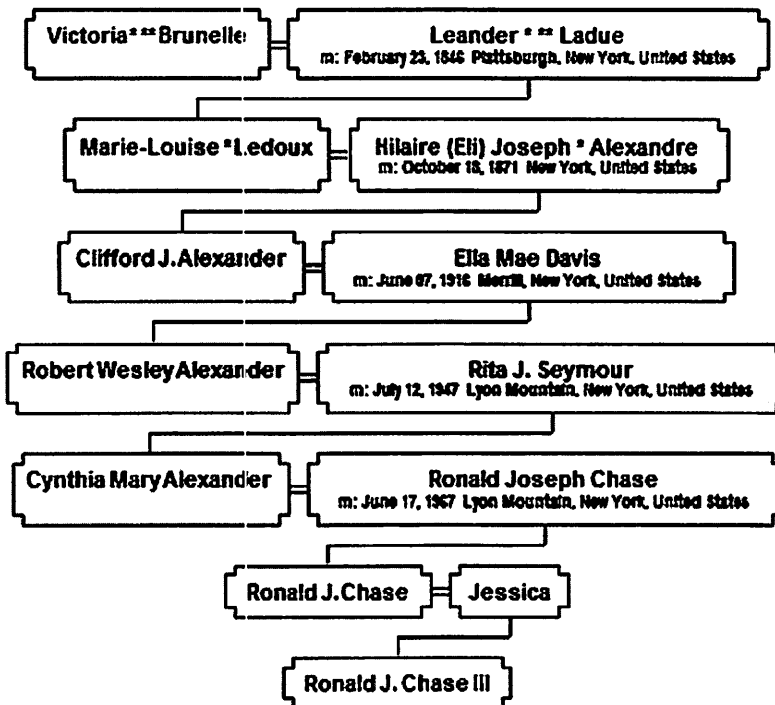 Victoria***Brunelle
Leander * ** Ladue
m: February 23, 1846 Plattsburgh, New York, United States
Marie-Louise *Ledoux
Hilaire (Eli) Joseph * Alexandre
m: October 18, 1871 New York, United States
Clifford J. Alexander
Ella Mae Davis
m: June 07, 1916 Merrill, New York, United States
Robert Wesley Alexander
Rita J. Seymour
m: July 12, 1947 Lyon Mountain, New York, United States
Cynthia Mary Alexander
Ronald Joseph Chase
m: June 17, 1967 Lyon Mountain, New York, United States
Ronald J. Chase
Jessica
Ronald J. Chase III